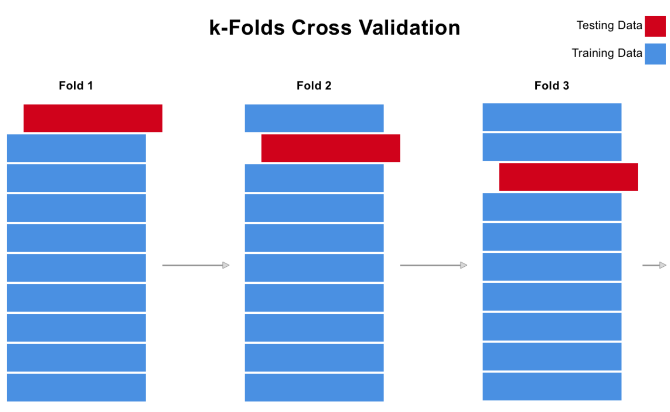 k-Folds Cross Validation
Testing Data
Training Data
Fold 1
Fold 2
Fold 3